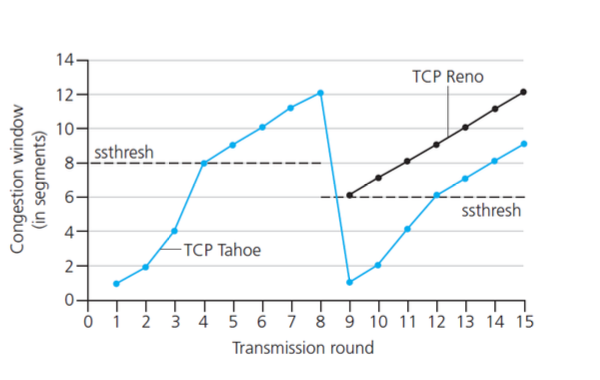 14
TCP Reno
12
10
ssthresh
8
6
ssthresh
4
TCP Tahoe
2
0
Congestion window
(in segments)
0 1 2 3 4 5 6 7 8 9 10 11 12 13 14 15
Transmission round